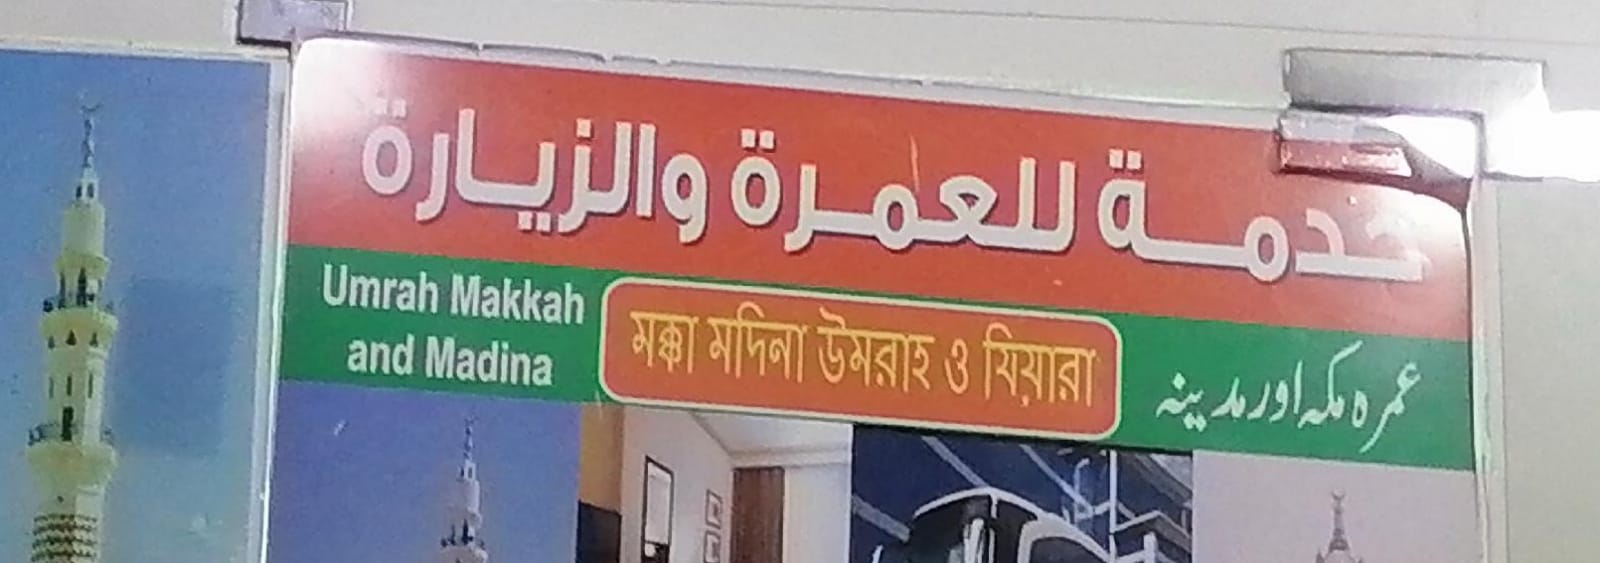 خدمة للعمرة والزيارة
Umrah Makkah
and Madina
মক্কা মদিনা উমরাহ ও যিয়ারা
عمرہ مکہ اور مدینہ